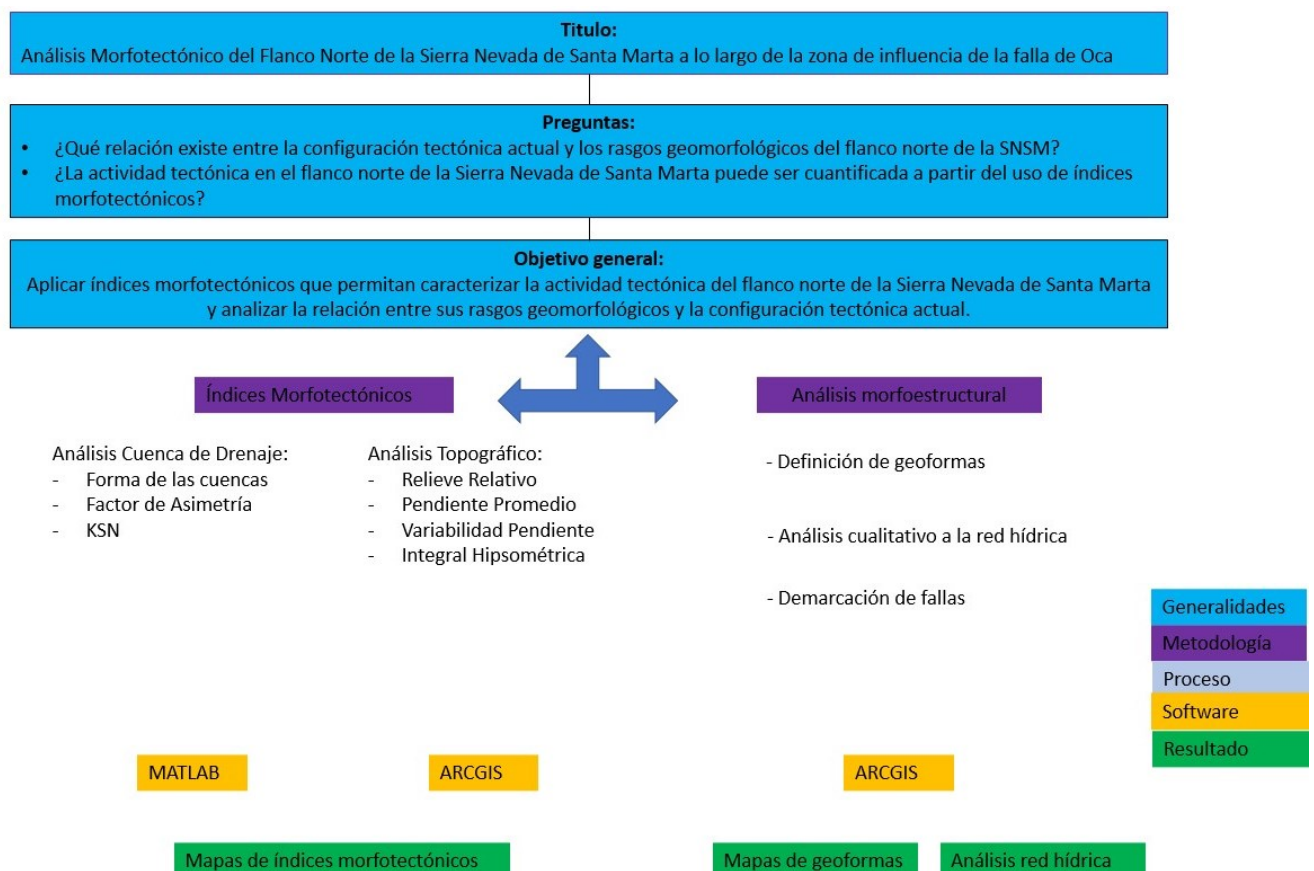 Titulo:
Análisis Morfotectónico del Flanco Norte de la Sierra Nevada de Santa Marta a lo largo de la zona de influencia de la falla de Oca
Preguntas:
• ¿Qué relación existe entre la configuración tectónica actual y los rasgos geomorfológicos del flanco norte de la SNSM?
• ¿La actividad tectónica en el flanco norte de la Sierra Nevada de Santa Marta puede ser cuantificada a partir del uso de índices
morfotectónicos?
Objetivo general:
Aplicar índices morfotectónicos que permitan caracterizar la actividad tectónica del flanco norte de la Sierra Nevada de Santa Marta
y analizar la relación entre sus rasgos geomorfológicos y la configuración tectónica actual.
Índices Morfotectónicos
Análisis Cuenca de Drenaje:
- Forma de las cuencas
- Factor de Asimetría
- KSN
Análisis Topográfico:
- Relieve Relativo
- Pendiente Promedio
- Variabilidad Pendiente
- Integral Hipsométrica
Análisis morfoestructural
- Definición de geoformas
- Análisis cualitativo a la red hídrica
- Demarcación de fallas
Generalidades
Metodología
Proceso
Software
Resultado
MATLAB
ARCGIS
ARCGIS
Mapas de índices morfotectónicos
Mapas de geoformas
Análisis red hídrica